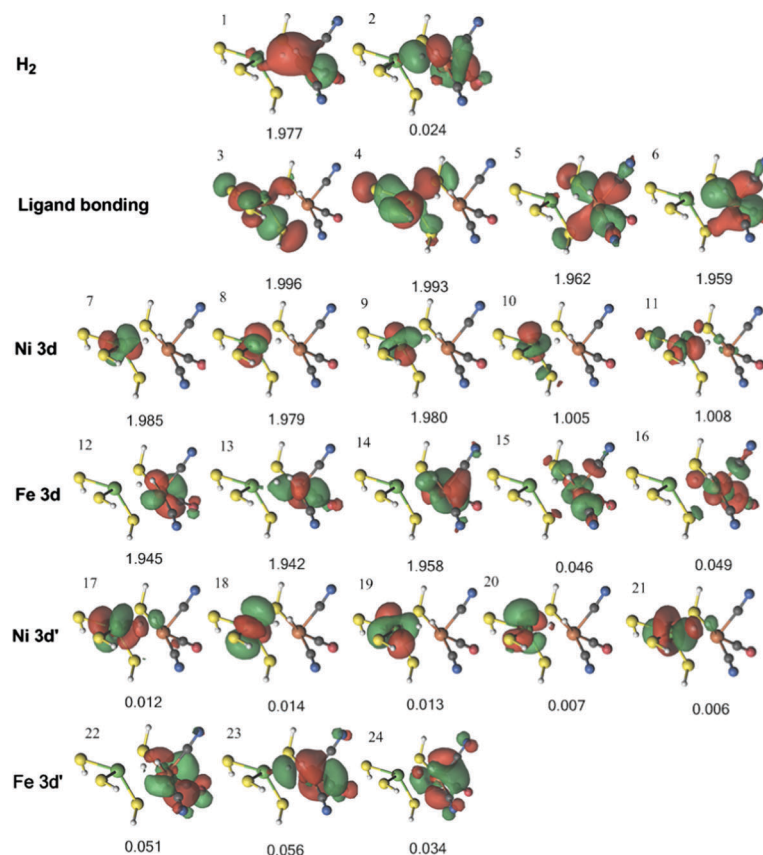 1 2
H₂
1.977 0.024
3 4 5 6
Ligand bonding
1.996 1.993 1.962 1.959
7 8 9 10 11
Ni 3d
1.985 1.979 1.980 1.005 1.008
12 13 14 15 16
Fe 3d
1.945 1.942 1.958 0.046 0.049
17 18 19 20 21
Ni 3d'
0.012 0.014 0.013 0.007 0.006
22 23 24
Fe 3d'
0.051 0.056 0.034